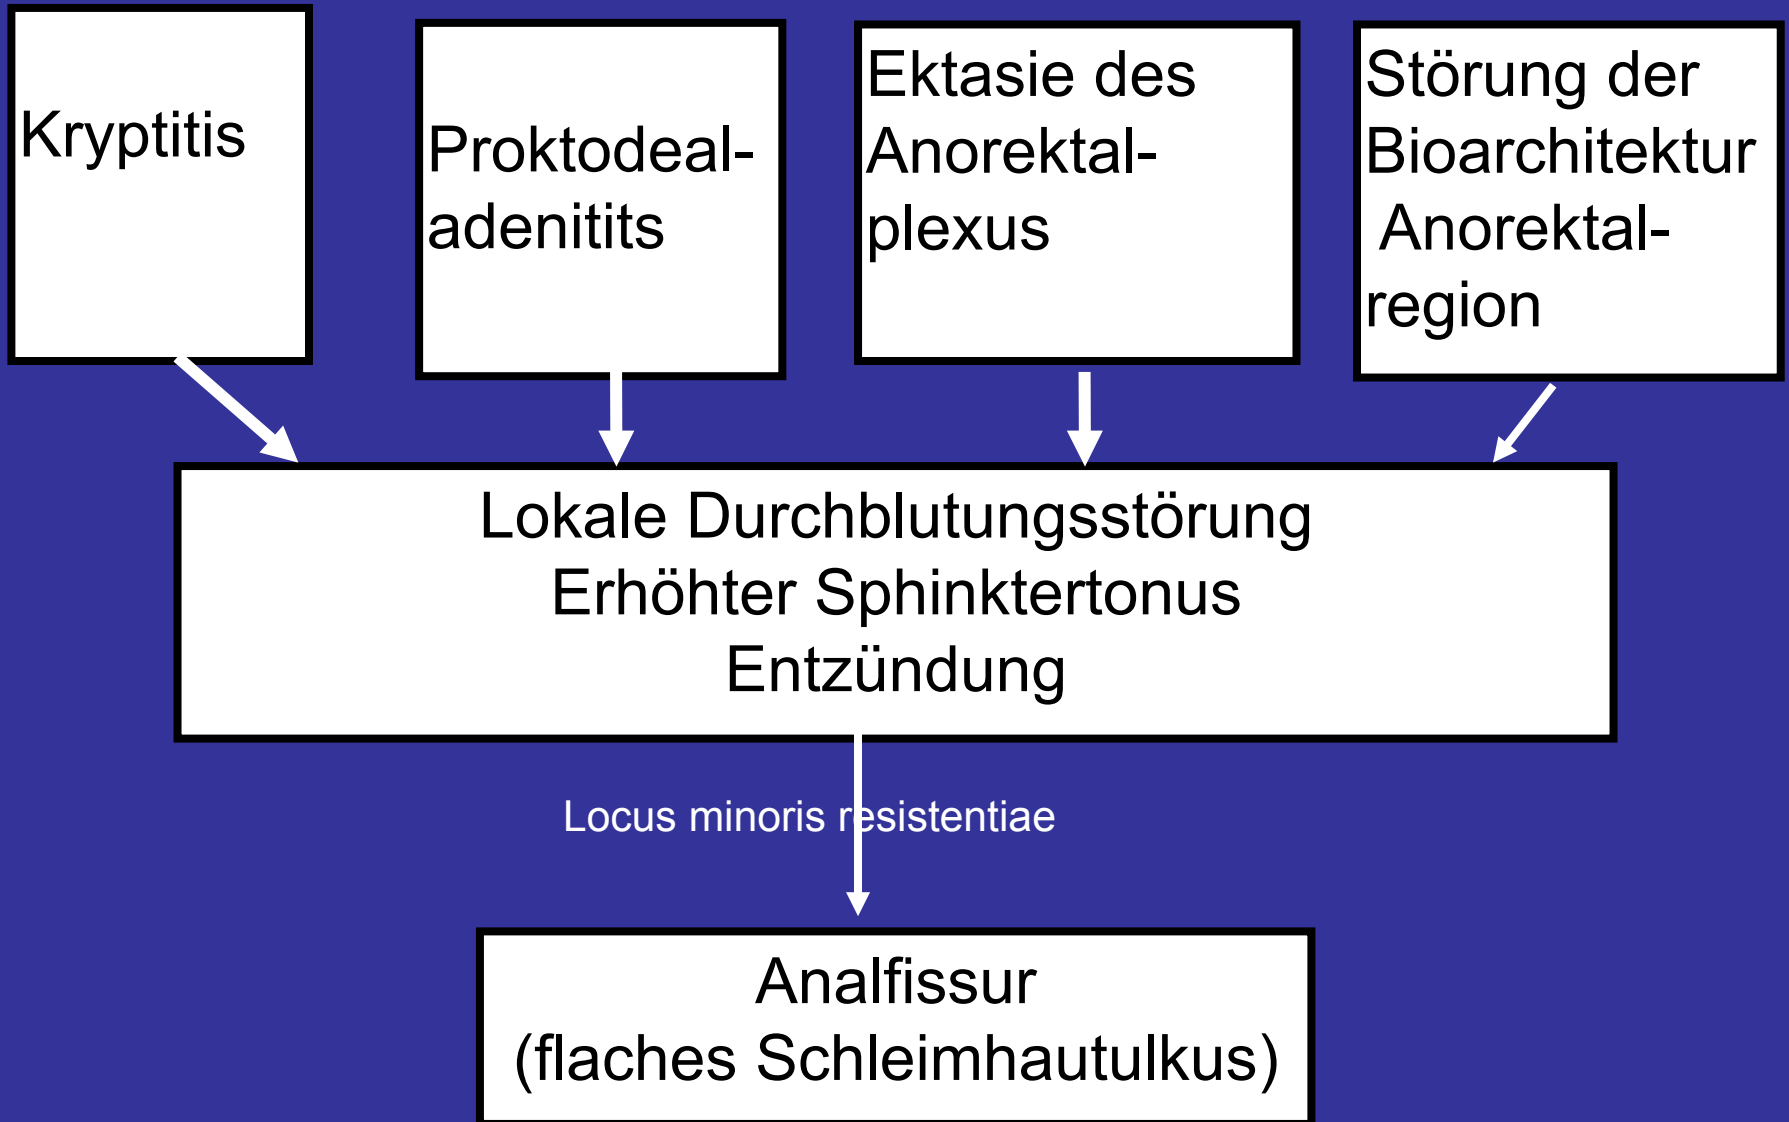 Kryptitis
Proktodeal-
adenitits
Ektasie des
Anorektal-
plexus
Störung der
Bioarchitektur
Anorektal-
region
Lokale Durchblutungsstörung
Erhöhter Sphinktertonus
Entzündung
Locus minoris resistentiae
Analfissur
(flaches Schleimhautulkus)